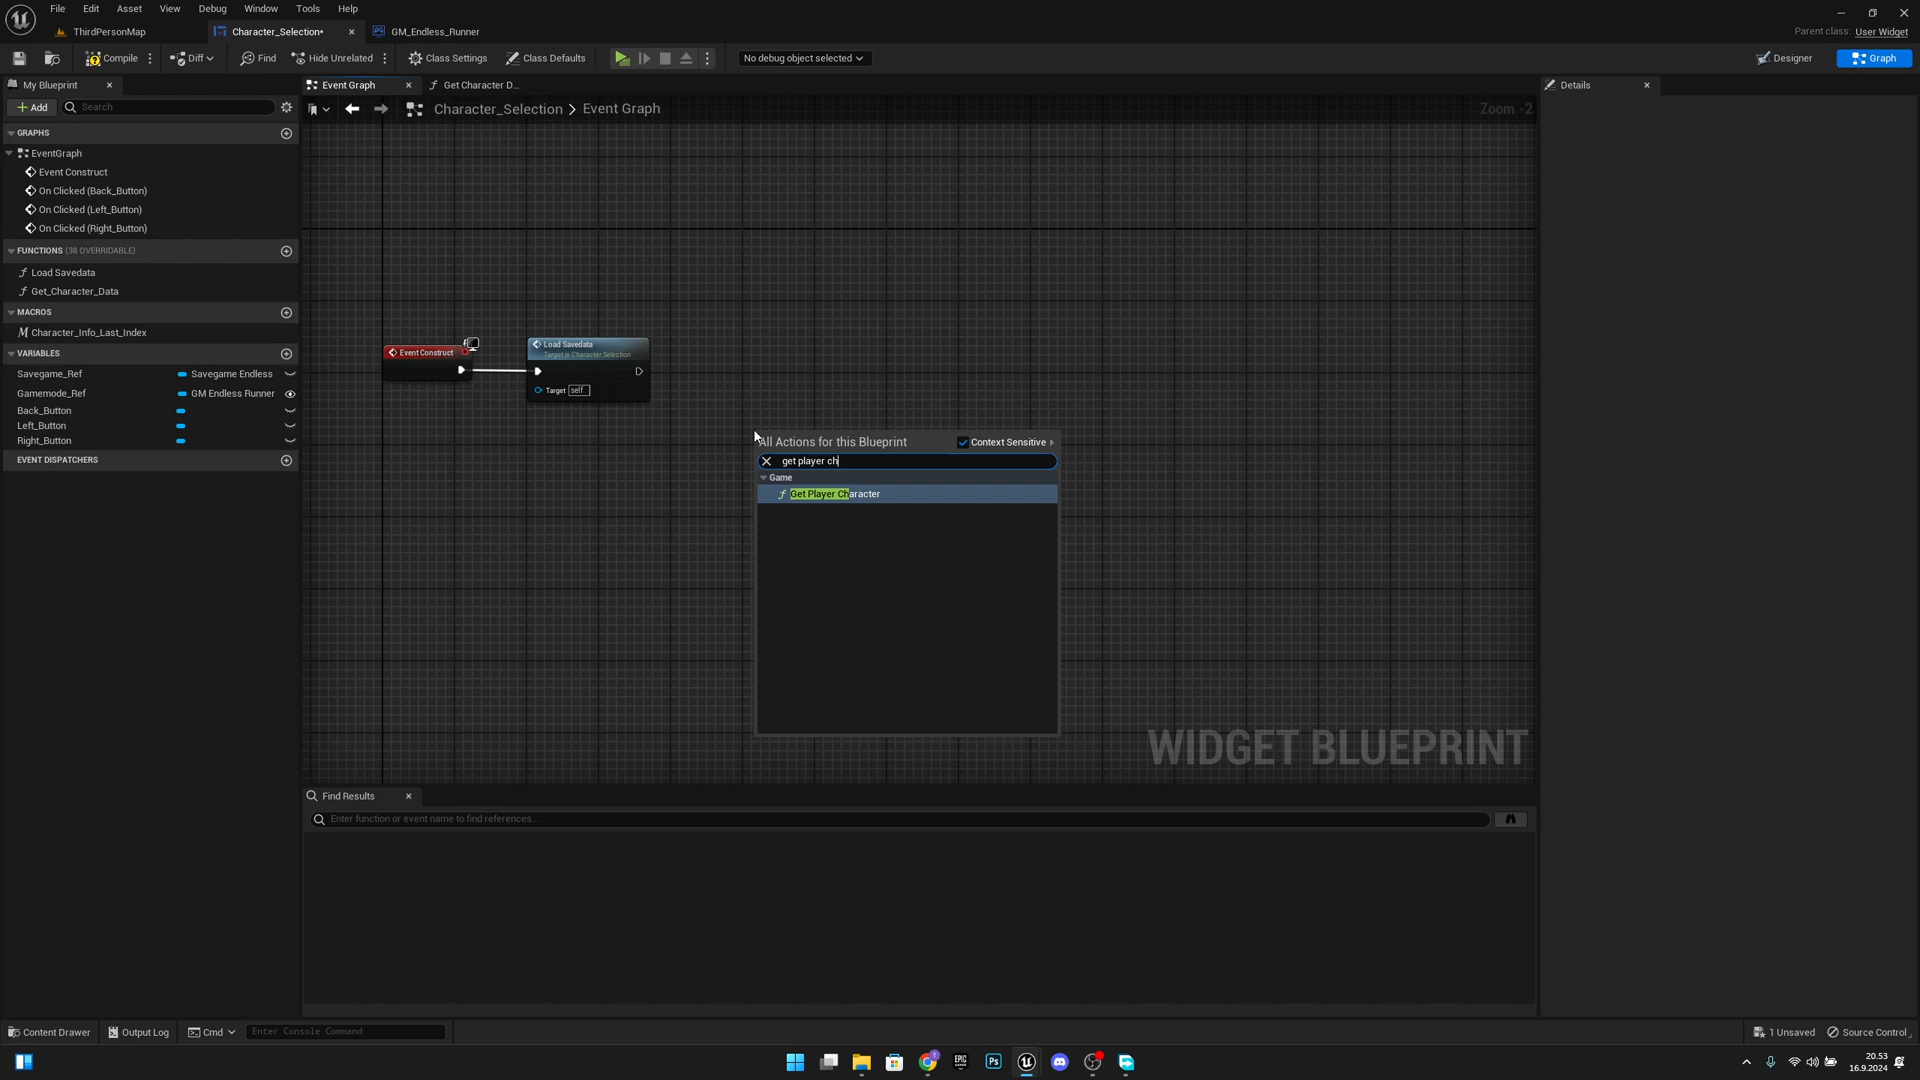 File Edit Asset View Debug Window Tools Help
ThirdPersonMap
Character_Selection*
GM_Endless_Runner
Parent class: User Widget
Compile
Diff
Find
Hide Unrelated
Class Settings
Class Defaults
No debug object selected
Designer
Graph
My Blueprint
Event Graph
Get Character D...
Details
Add
Search
Character_Selection > Event Graph
Zoom -2
GRAPHS
EventGraph
Event Construct
On Clicked (Back_Button)
On Clicked (Left_Button)
On Clicked (Right_Button)
FUNCTIONS (38 OVERRIDABLE)
Load Savedata
Get_Character_Data
MACROS
Character_Info_Last_Index
VARIABLES
Savegame_Ref Savegame Endless
Gamemode_Ref GM Endless Runner
Back_Button
Left_Button
Right_Button
EVENT DISPATCHERS
Event Construct
Load Savedata
Target is Character Selection
Target self
All Actions for this Blueprint
Context Sensitive
get player ch
Game
Get Player Character
WIDGET BLUEPRINT
Find Results
Enter function or event name to find references...
Content Drawer
Output Log
Cmd
Enter Console Command
1 Unsaved
Source Control
EPIC
GAMES
Ps
20.53
16.9.2024